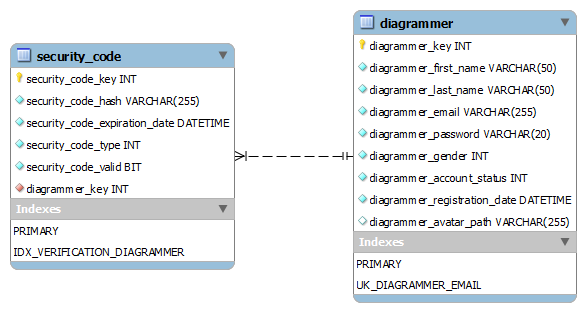 security_code
security_code_key INT
security_code_hash VARCHAR(255)
security_code_expiration_date DATETIME
security_code_type INT
security_code_valid BIT
diagrammer_key INT
Indexes
PRIMARY
IDX_VERIFICATION_DIAGRAMMER
diagrammer
diagrammer_key INT
diagrammer_first_name VARCHAR(50)
diagrammer_last_name VARCHAR(50)
diagrammer_email VARCHAR(255)
diagrammer_password VARCHAR(20)
diagrammer_gender INT
diagrammer_account_status INT
diagrammer_registration_date DATETIME
diagrammer_avatar_path VARCHAR(255)
Indexes
PRIMARY
UK_DIAGRAMMER_EMAIL